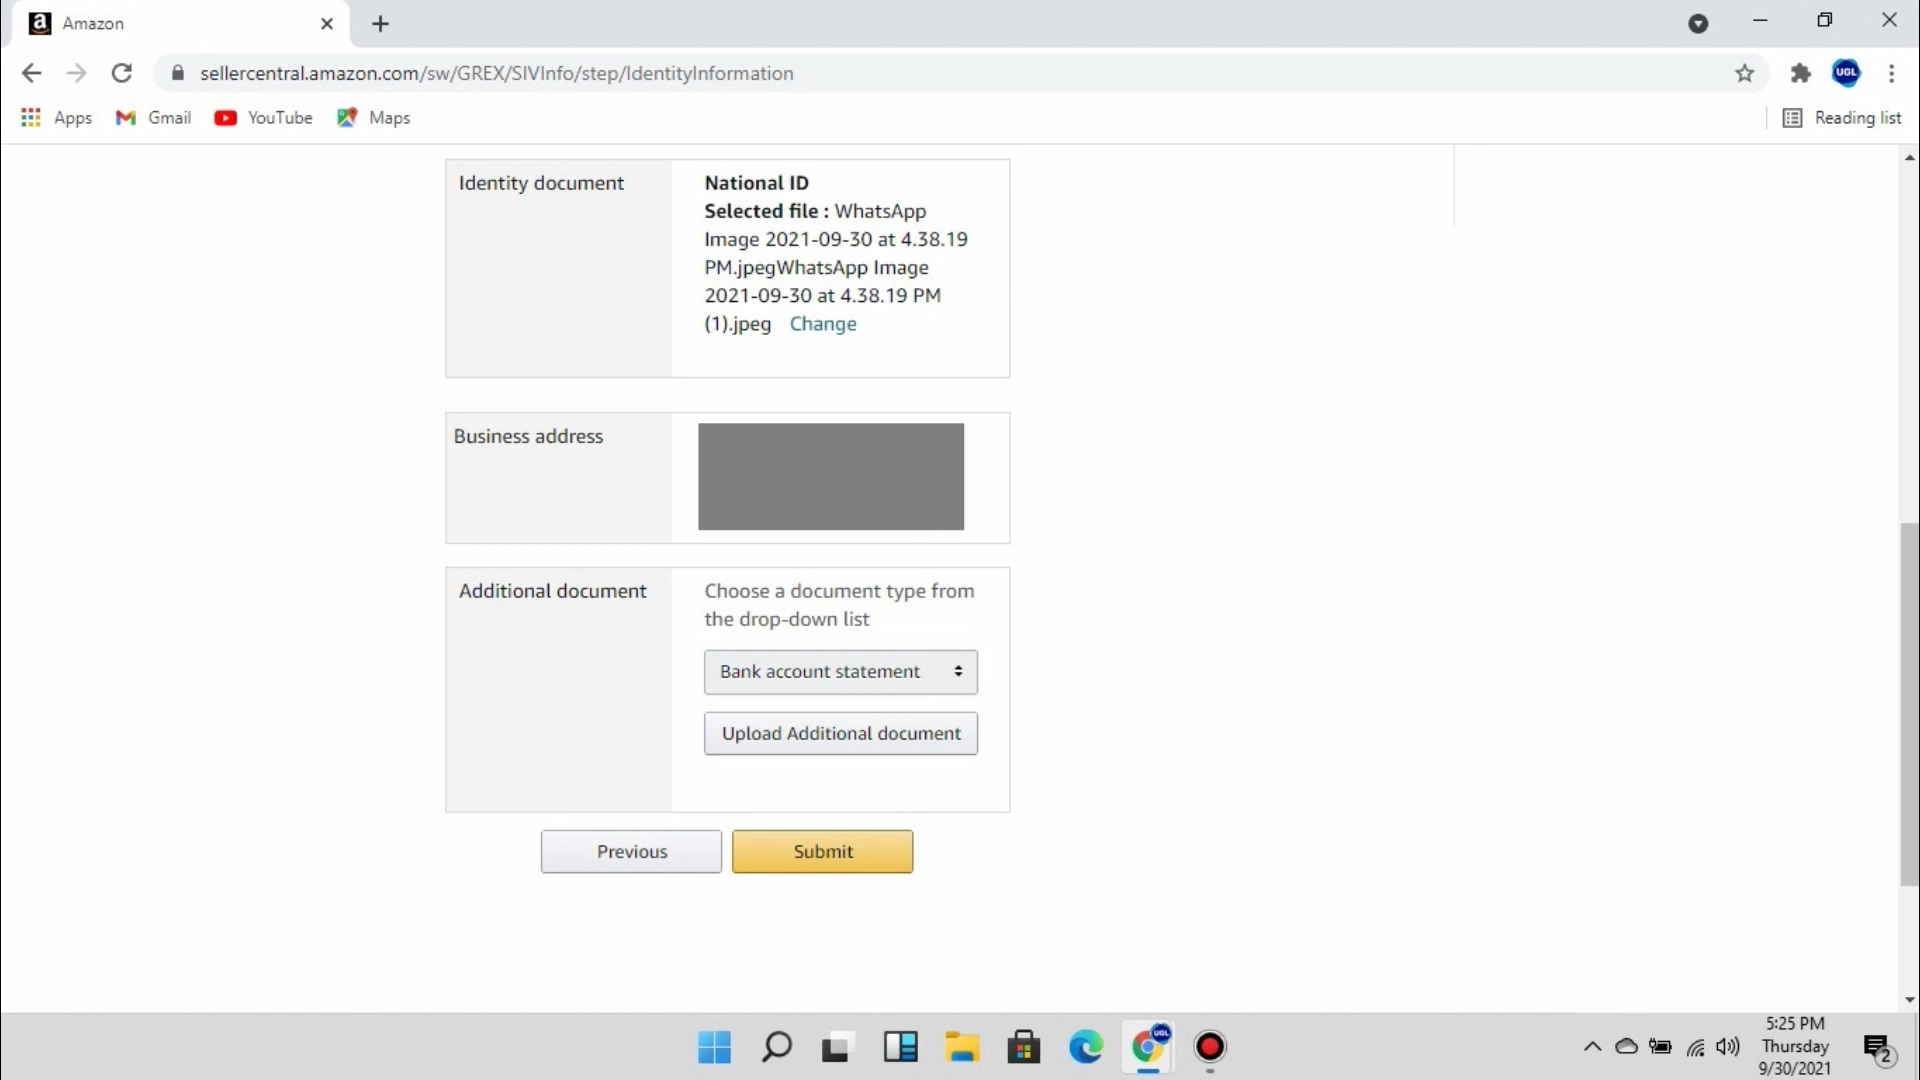 Amazon
sellercentral.amazon.com/sw/GREX/SIVInfo/step/IdentityInformation
UGL
Apps
Gmail
YouTube
Maps
Reading list
Identity document
National ID
Selected file : WhatsApp
Image 2021-09-30 at 4.38.19
PM.jpegWhatsApp Image
2021-09-30 at 4.38.19 PM
(1).jpeg Change
Business address
Additional document
Choose a document type from
the drop-down list
Bank account statement
Upload Additional document
Previous
Submit
UGL
5:25 PM
Thursday
9/30/2021
2